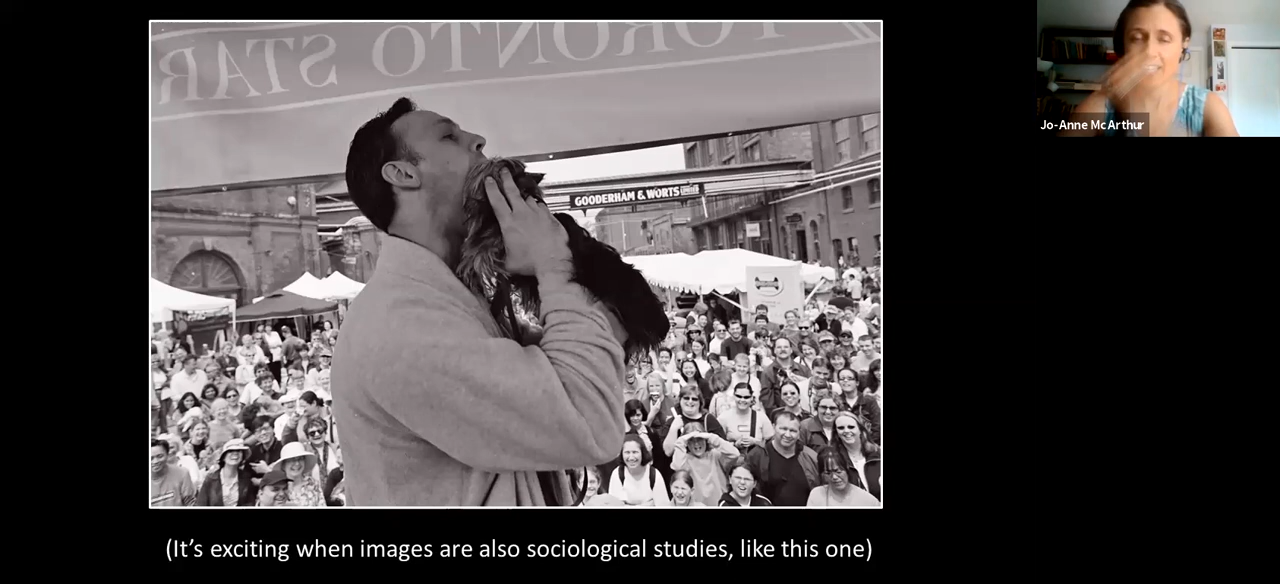 TORONTO STAR
GOODERHAM & WORTS
Jo-Anne McArthur
(It's exciting when images are also sociological studies, like this one)